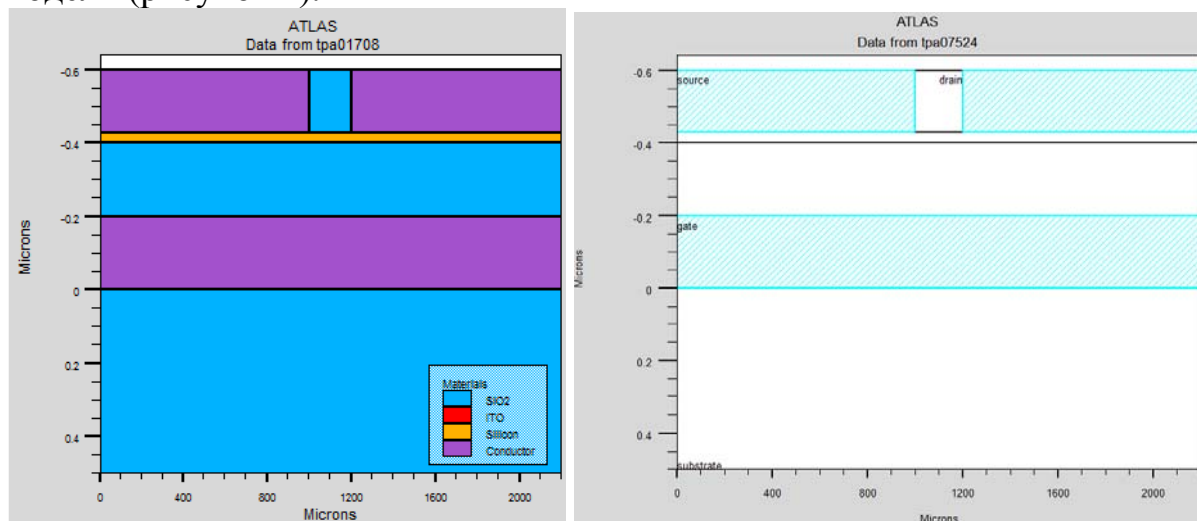 ATLAS
Data from tpa01708
Microns
-0.6
-0.4
-0.2
0
0.2
0.4
Materials
SIO2
ITO
Silicon
Conductor
0 400 800 1200 1600 2000
Microns
ATLAS
Data from tpa07524
Microns
-0.6
-0.4
-0.2
0
0.2
0.4
source
drain
gate
substrate
0 400 800 1200 1600 2000
Microns